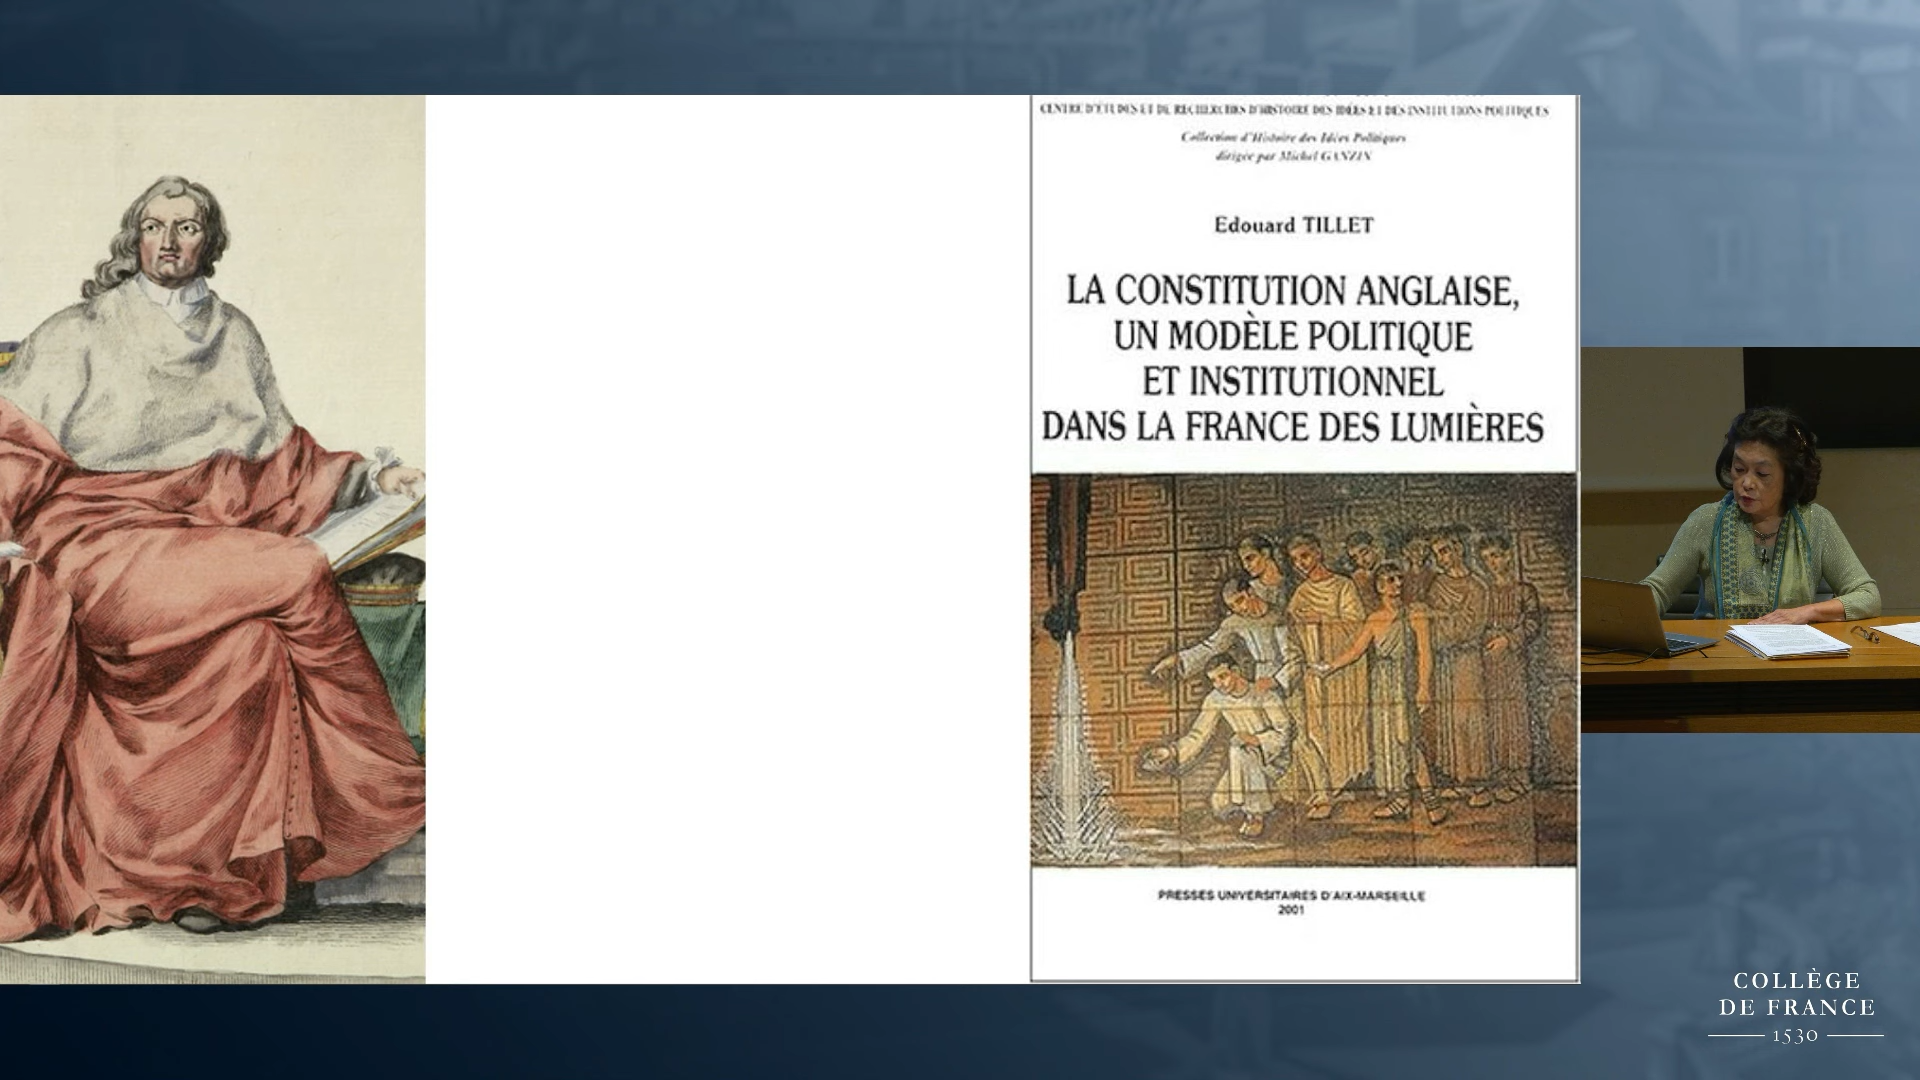 CENTRE D'ÉTUDES ET DE RECHERCHES D'HISTOIRE DES IDÉES ET DES INSTITUTIONS POLITIQUES
Collection d'Histoire des Idées Politiques
dirigée par Michel GANZIN
Edouard TILLET
LA CONSTITUTION ANGLAISE,
UN MODÈLE POLITIQUE
ET INSTITUTIONNEL
DANS LA FRANCE DES LUMIÈRES
PRESSES UNIVERSITAIRES D'AIX-MARSEILLE
2001
COLLÈGE
DE FRANCE
1530